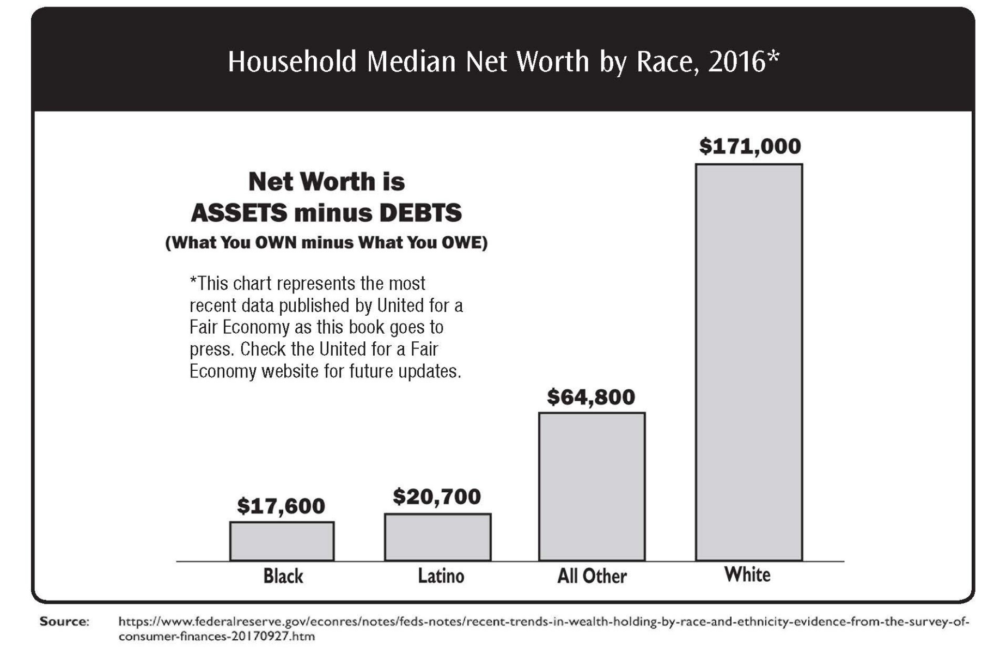 Household Median Net Worth by Race, 2016*
Net Worth is
ASSETS minus DEBTS
(What You OWN minus What You OWE)
*This chart represents the most
recent data published by United for a
Fair Economy as this book goes to
press. Check the United for a Fair
Economy website for future updates.
$17,600
$20,700
$64,800
$171,000
Black
Latino
All Other
White
Source: https://www.federalreserve.gov/econres/notes/feds-notes/recent-trends-in-wealth-holding-by-race-and-ethnicity-evidence-from-the-survey-of-
consumer-finances-20170927.htm